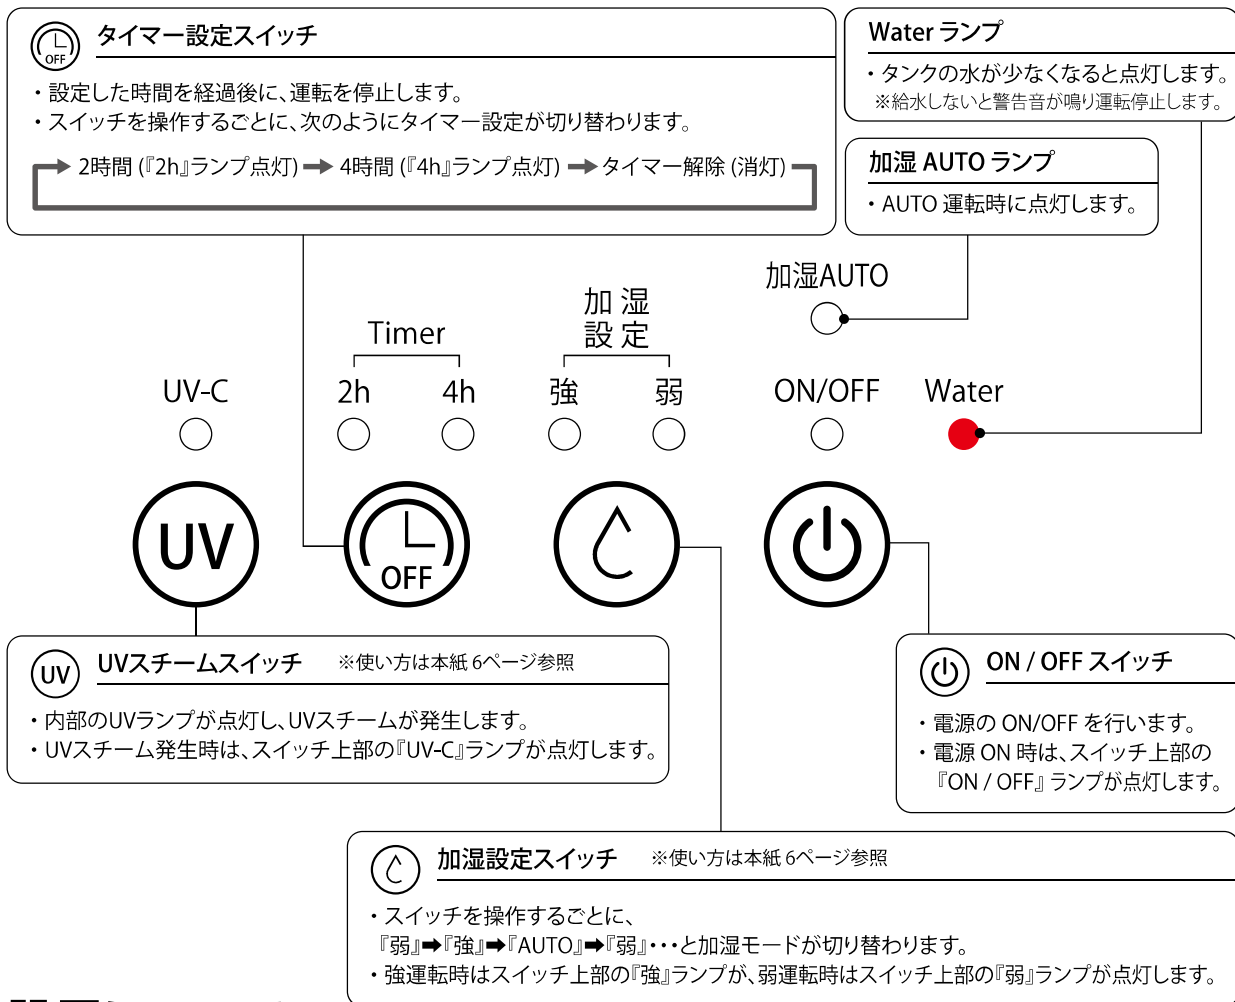 OFF
タイマー設定スイッチ
・設定した時間を経過後に、運転を停止します。
・スイッチを操作するごとに、次のようにタイマー設定が切り替わります。
2時間 (『2h』ランプ点灯) ➡ 4時間 (『4h』ランプ点灯) ➡ タイマー解除 (消灯)
Water ランプ
・タンクの水が少なくなると点灯します。
※給水しないと警告音が鳴り運転停止します。
加湿 AUTO ランプ
・AUTO 運転時に点灯します。
加湿AUTO
加 湿
設 定
Timer
UV-C
2h
4h
強
弱
ON/OFF
Water
UV
OFF
UV
UVスチームスイッチ ※使い方は本紙 6ページ参照
・内部のUVランプが点灯し、UVスチームが発生します。
・UVスチーム発生時は、スイッチ上部の『UV-C』ランプが点灯します。
ON / OFF スイッチ
・電源の ON/OFF を行います。
・電源 ON 時は、スイッチ上部の
『ON / OFF』 ランプが点灯します。
加湿設定スイッチ ※使い方は本紙 6ページ参照
・スイッチを操作するごとに、
『弱』➡『強』➡『AUTO』➡『弱』・・・と加湿モードが切り替わります。
・強運転時はスイッチ上部の『強』ランプが、弱運転時はスイッチ上部の『弱』ランプが点灯します。